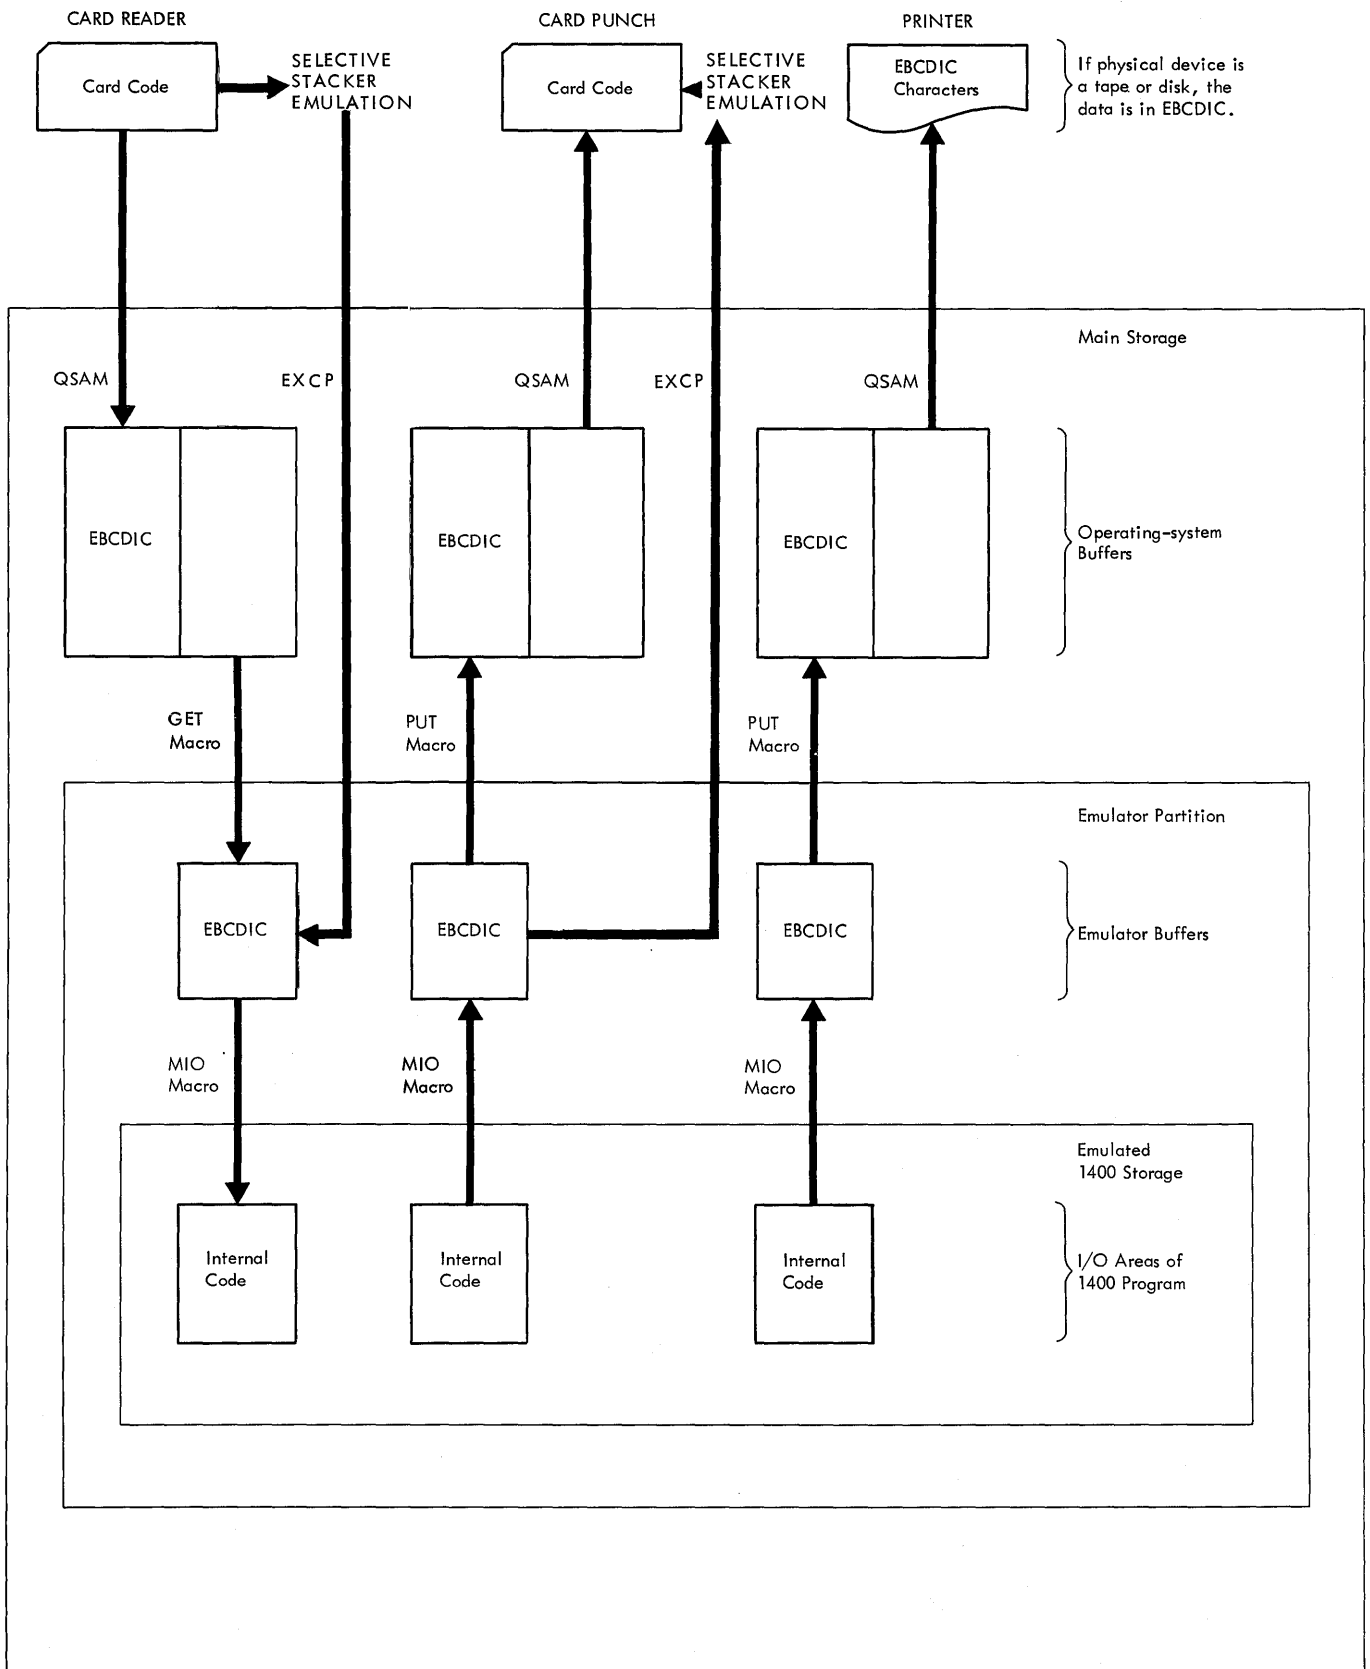 CARD READER
CARD PUNCH
PRINTER
Card Code
SELECTIVE
STACKER
EMULATION
Card Code
SELECTIVE
STACKER
EMULATION
EBCDIC
Characters
If physical device is
a tape or disk, the
data is in EBCDIC.
Main Storage
QSAM
EXCP
QSAM
EXCP
QSAM
EBCDIC
EBCDIC
EBCDIC
Operating-system
Buffers
GET
Macro
PUT
Macro
PUT
Macro
Emulator Partition
EBCDIC
EBCDIC
EBCDIC
Emulator Buffers
MIO
Macro
MIO
Macro
MIO
Macro
Emulated
1400 Storage
Internal
Code
Internal
Code
Internal
Code
I/O Areas of
1400 Program